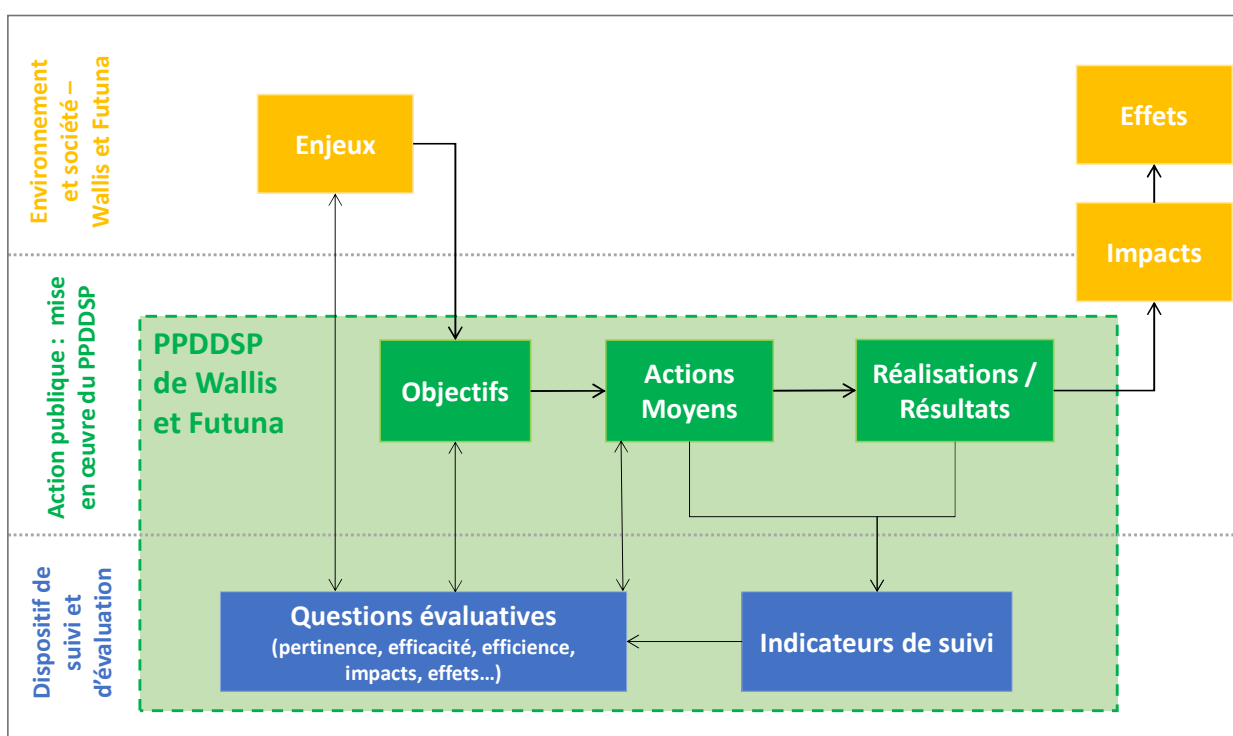 Environnement
et société –
Wallis et Futuna
Enjeux
Effets
Impacts
Action publique : mise
en œuvre du PPDDSP
PPDDSP
de Wallis
et Futuna
Objectifs
Actions
Moyens
Réalisations /
Résultats
Dispositif de
suivi et
d’évaluation
Questions évaluatives
(pertinence, efficacité, efficience,
impacts, effets…)
Indicateurs de suivi